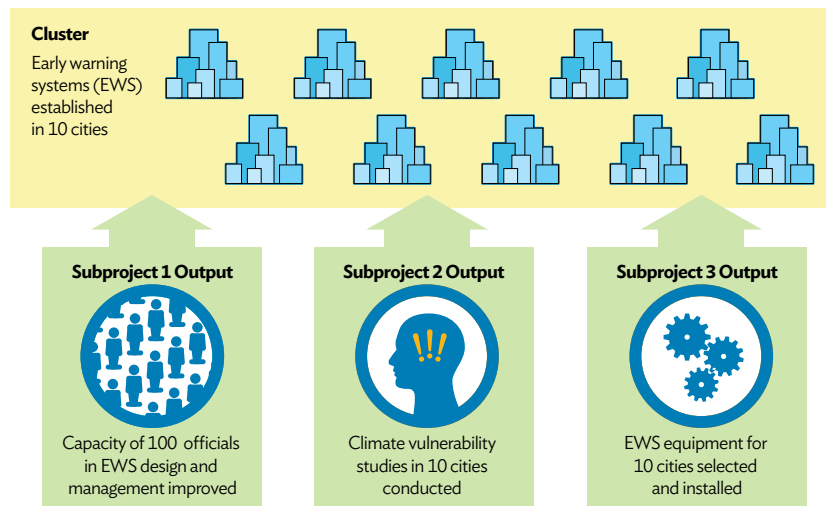 Cluster
Early warning
systems (EWS)
established
in 10 cities
Subproject 1 Output
Capacity of 100 officials
in EWS design and
management improved
Subproject 2 Output
Climate vulnerability
studies in 10 cities
conducted
Subproject 3 Output
EWS equipment for
10 cities selected
and installed